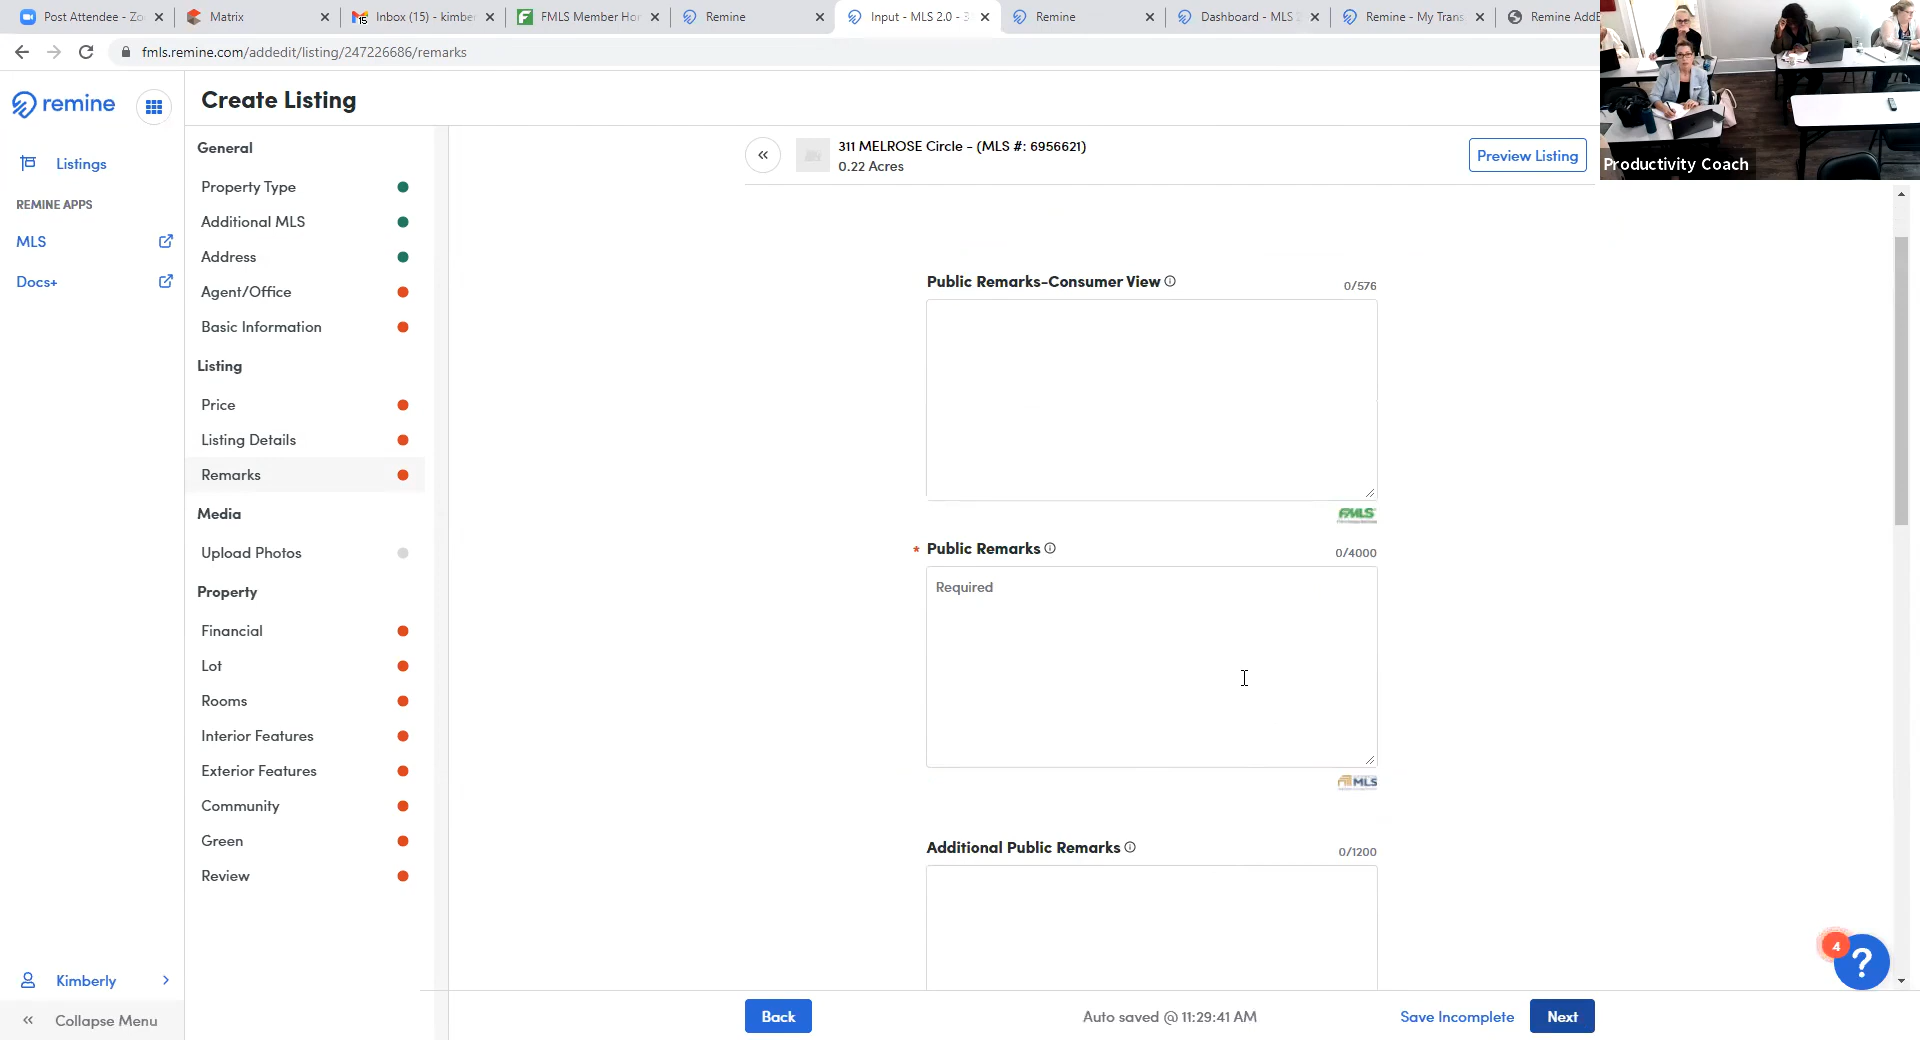 Post Attendee - Zo
Matrix
Inbox (15) - kimber
FMLS Member Hor
Remine
Input - MLS 2.0 - 3
Remine
Dashboard - MLS 2
Remine - My Trans
Remine AddE
fmls.remine.com/addedit/listing/247226686/remarks
remine
Listings
REMINE APPS
MLS
Docs+
Kimberly
Collapse Menu
Create Listing
General
Property Type
Additional MLS
Address
Agent/Office
Basic Information
Listing
Price
Listing Details
Remarks
Media
Upload Photos
Property
Financial
Lot
Rooms
Interior Features
Exterior Features
Community
Green
Review
311 MELROSE Circle - (MLS #: 6956621)
0.22 Acres
Preview Listing
Productivity Coach
Public Remarks-Consumer View
0/576
FMLS
* Public Remarks
0/4000
Required
MLS
Additional Public Remarks
0/1200
4
?
Back
Auto saved @ 11:29:41 AM
Save Incomplete
Next